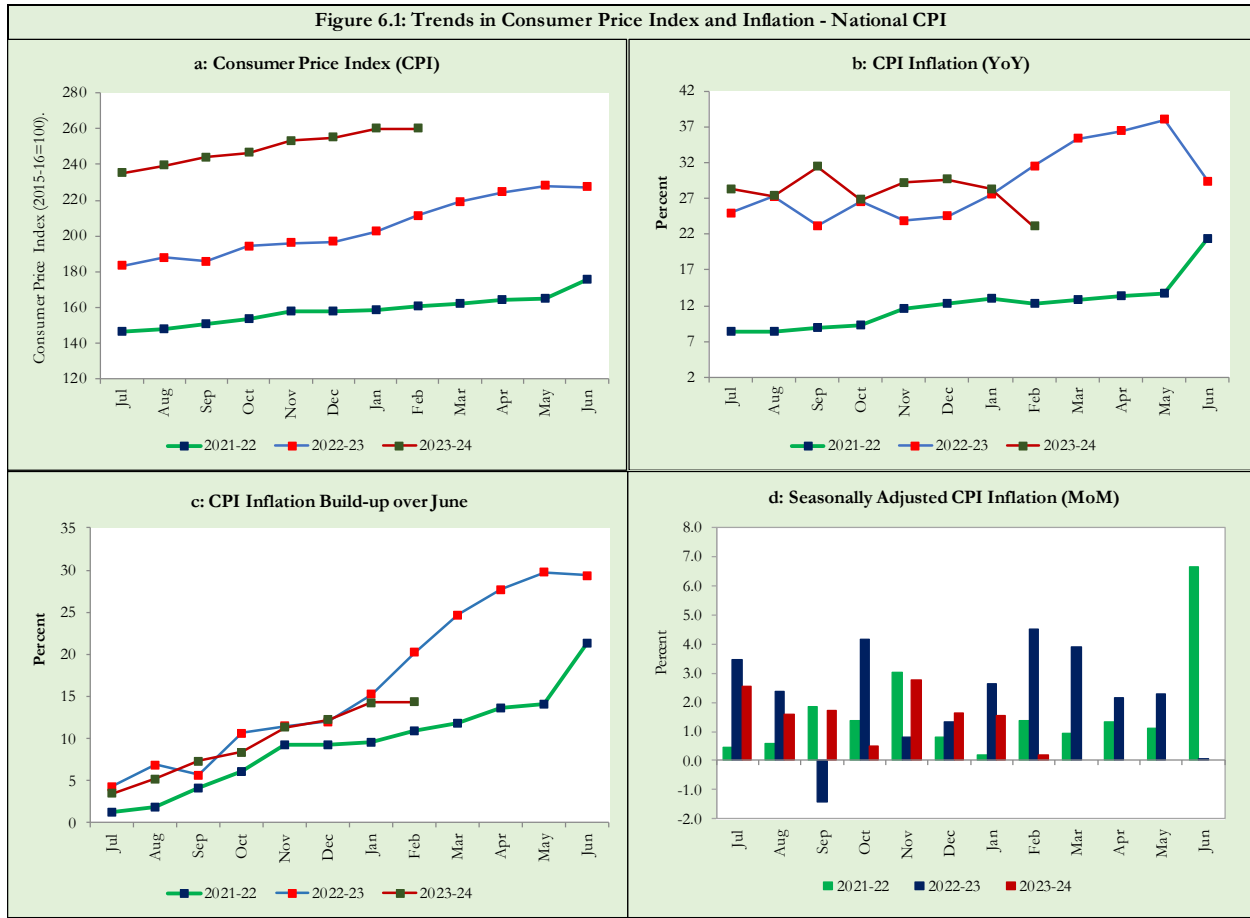 Figure 6.1: Trends in Consumer Price Index and Inflation - National CPI
a: Consumer Price Index (CPI)
Consumer Price Index (2015-16=100).
280
260
240
220
200
180
160
140
120
Jul Aug Sep Oct Nov Dec Jan Feb Mar Apr May Jun
2021-22 2022-23 2023-24
b: CPI Inflation (YoY)
Percent
42
37
32
27
22
17
12
7
2
Jul Aug Sep Oct Nov Dec Jan Feb Mar Apr May Jun
2021-22 2022-23 2023-24
c: CPI Inflation Build-up over June
Percent
35
30
25
20
15
10
5
0
Jul Aug Sep Oct Nov Dec Jan Feb Mar Apr May Jun
2021-22 2022-23 2023-24
d: Seasonally Adjusted CPI Inflation (MoM)
Percent
8.0
7.0
6.0
5.0
4.0
3.0
2.0
1.0
0.0
-1.0
-2.0
Jul Aug Sep Oct Nov Dec Jan Feb Mar Apr May Jun
2021-22 2022-23 2023-24